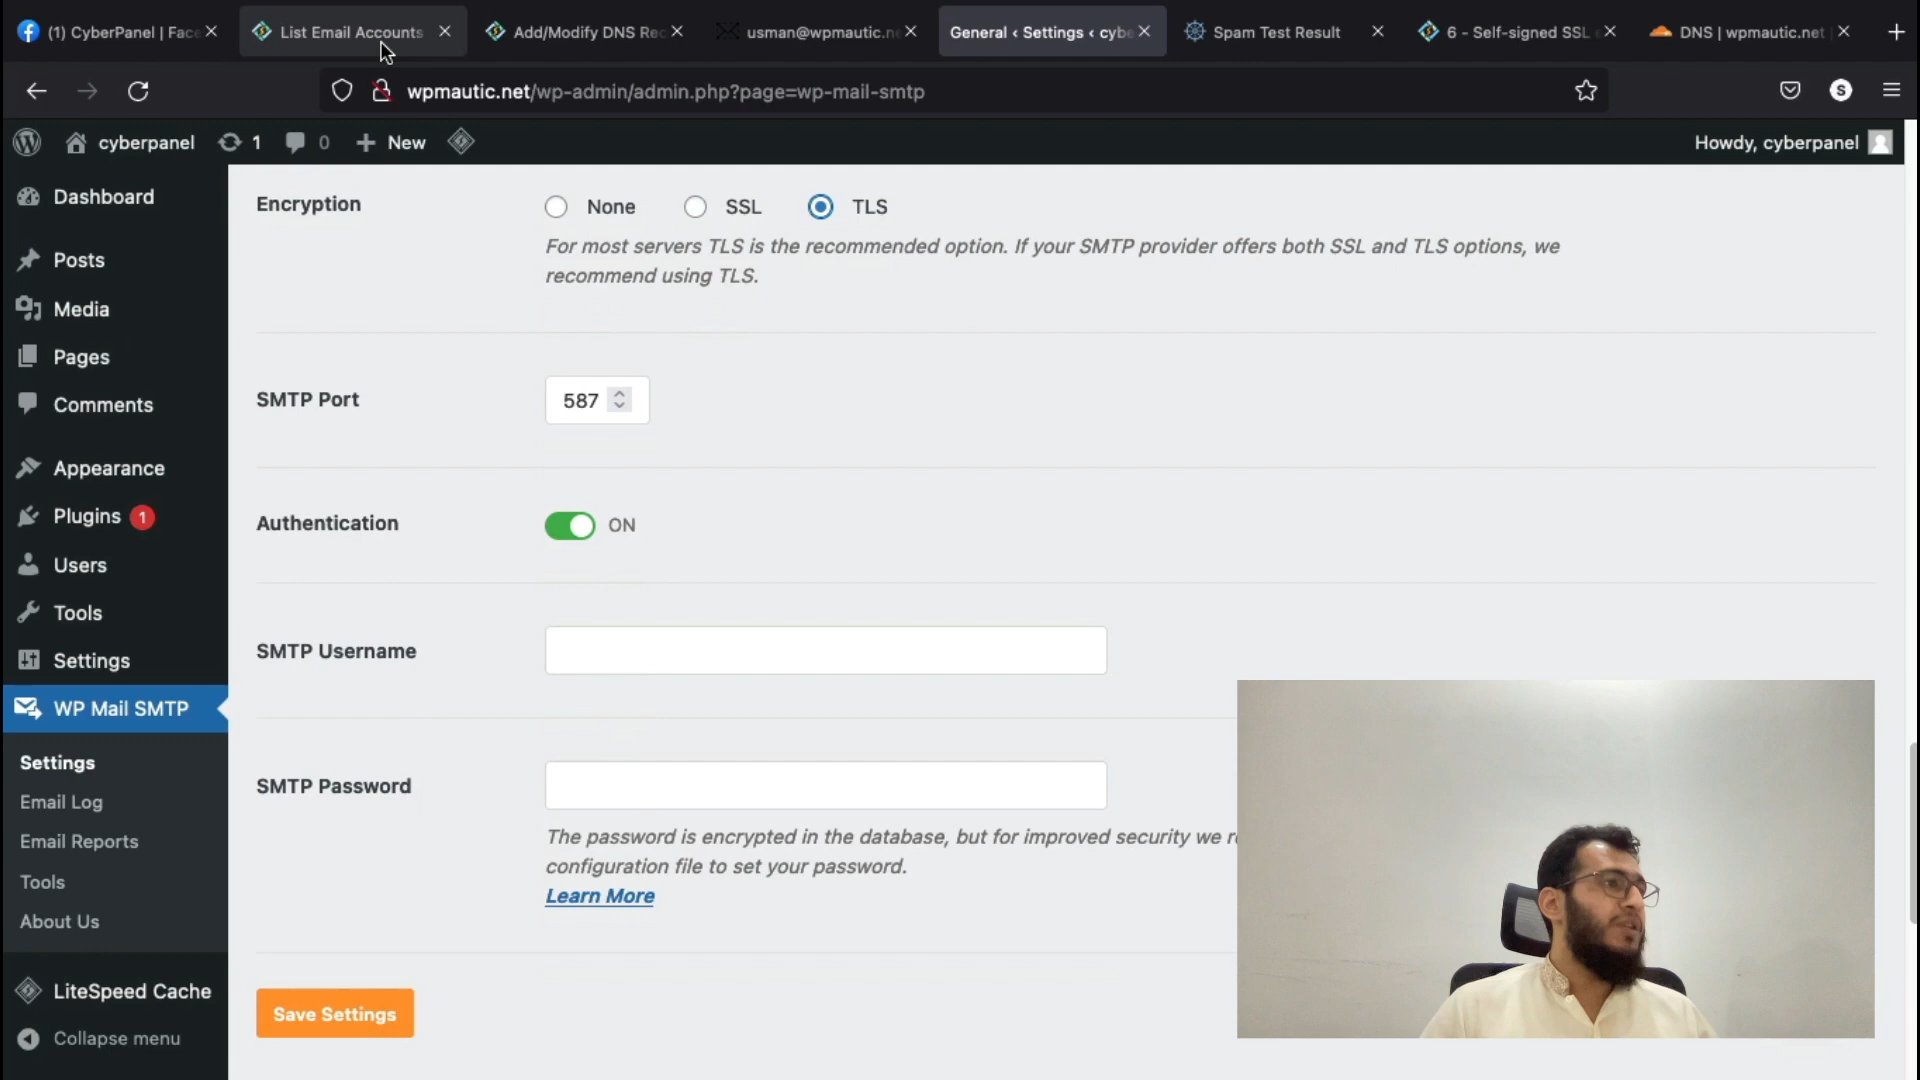 (1) CyberPanel | Face
List Email Accounts
Add/Modify DNS Rec
usman@wpmautic.n
General ‹ Settings ‹ cybe
Spam Test Result
6 - Self-signed SSL
DNS | wpmautic.net
wpmautic.net/wp-admin/admin.php?page=wp-mail-smtp
S
cyberpanel
1
0
New
Howdy, cyberpanel
Dashboard
Posts
Media
Pages
Comments
Appearance
Plugins 1
Users
Tools
Settings
WP Mail SMTP
Settings
Email Log
Email Reports
Tools
About Us
LiteSpeed Cache
Collapse menu
Encryption
None
SSL
TLS
For most servers TLS is the recommended option. If your SMTP provider offers both SSL and TLS options, we
recommend using TLS.
SMTP Port
587
Authentication
ON
SMTP Username
SMTP Password
The password is encrypted in the database, but for improved security we
configuration file to set your password.
Learn More
Save Settings